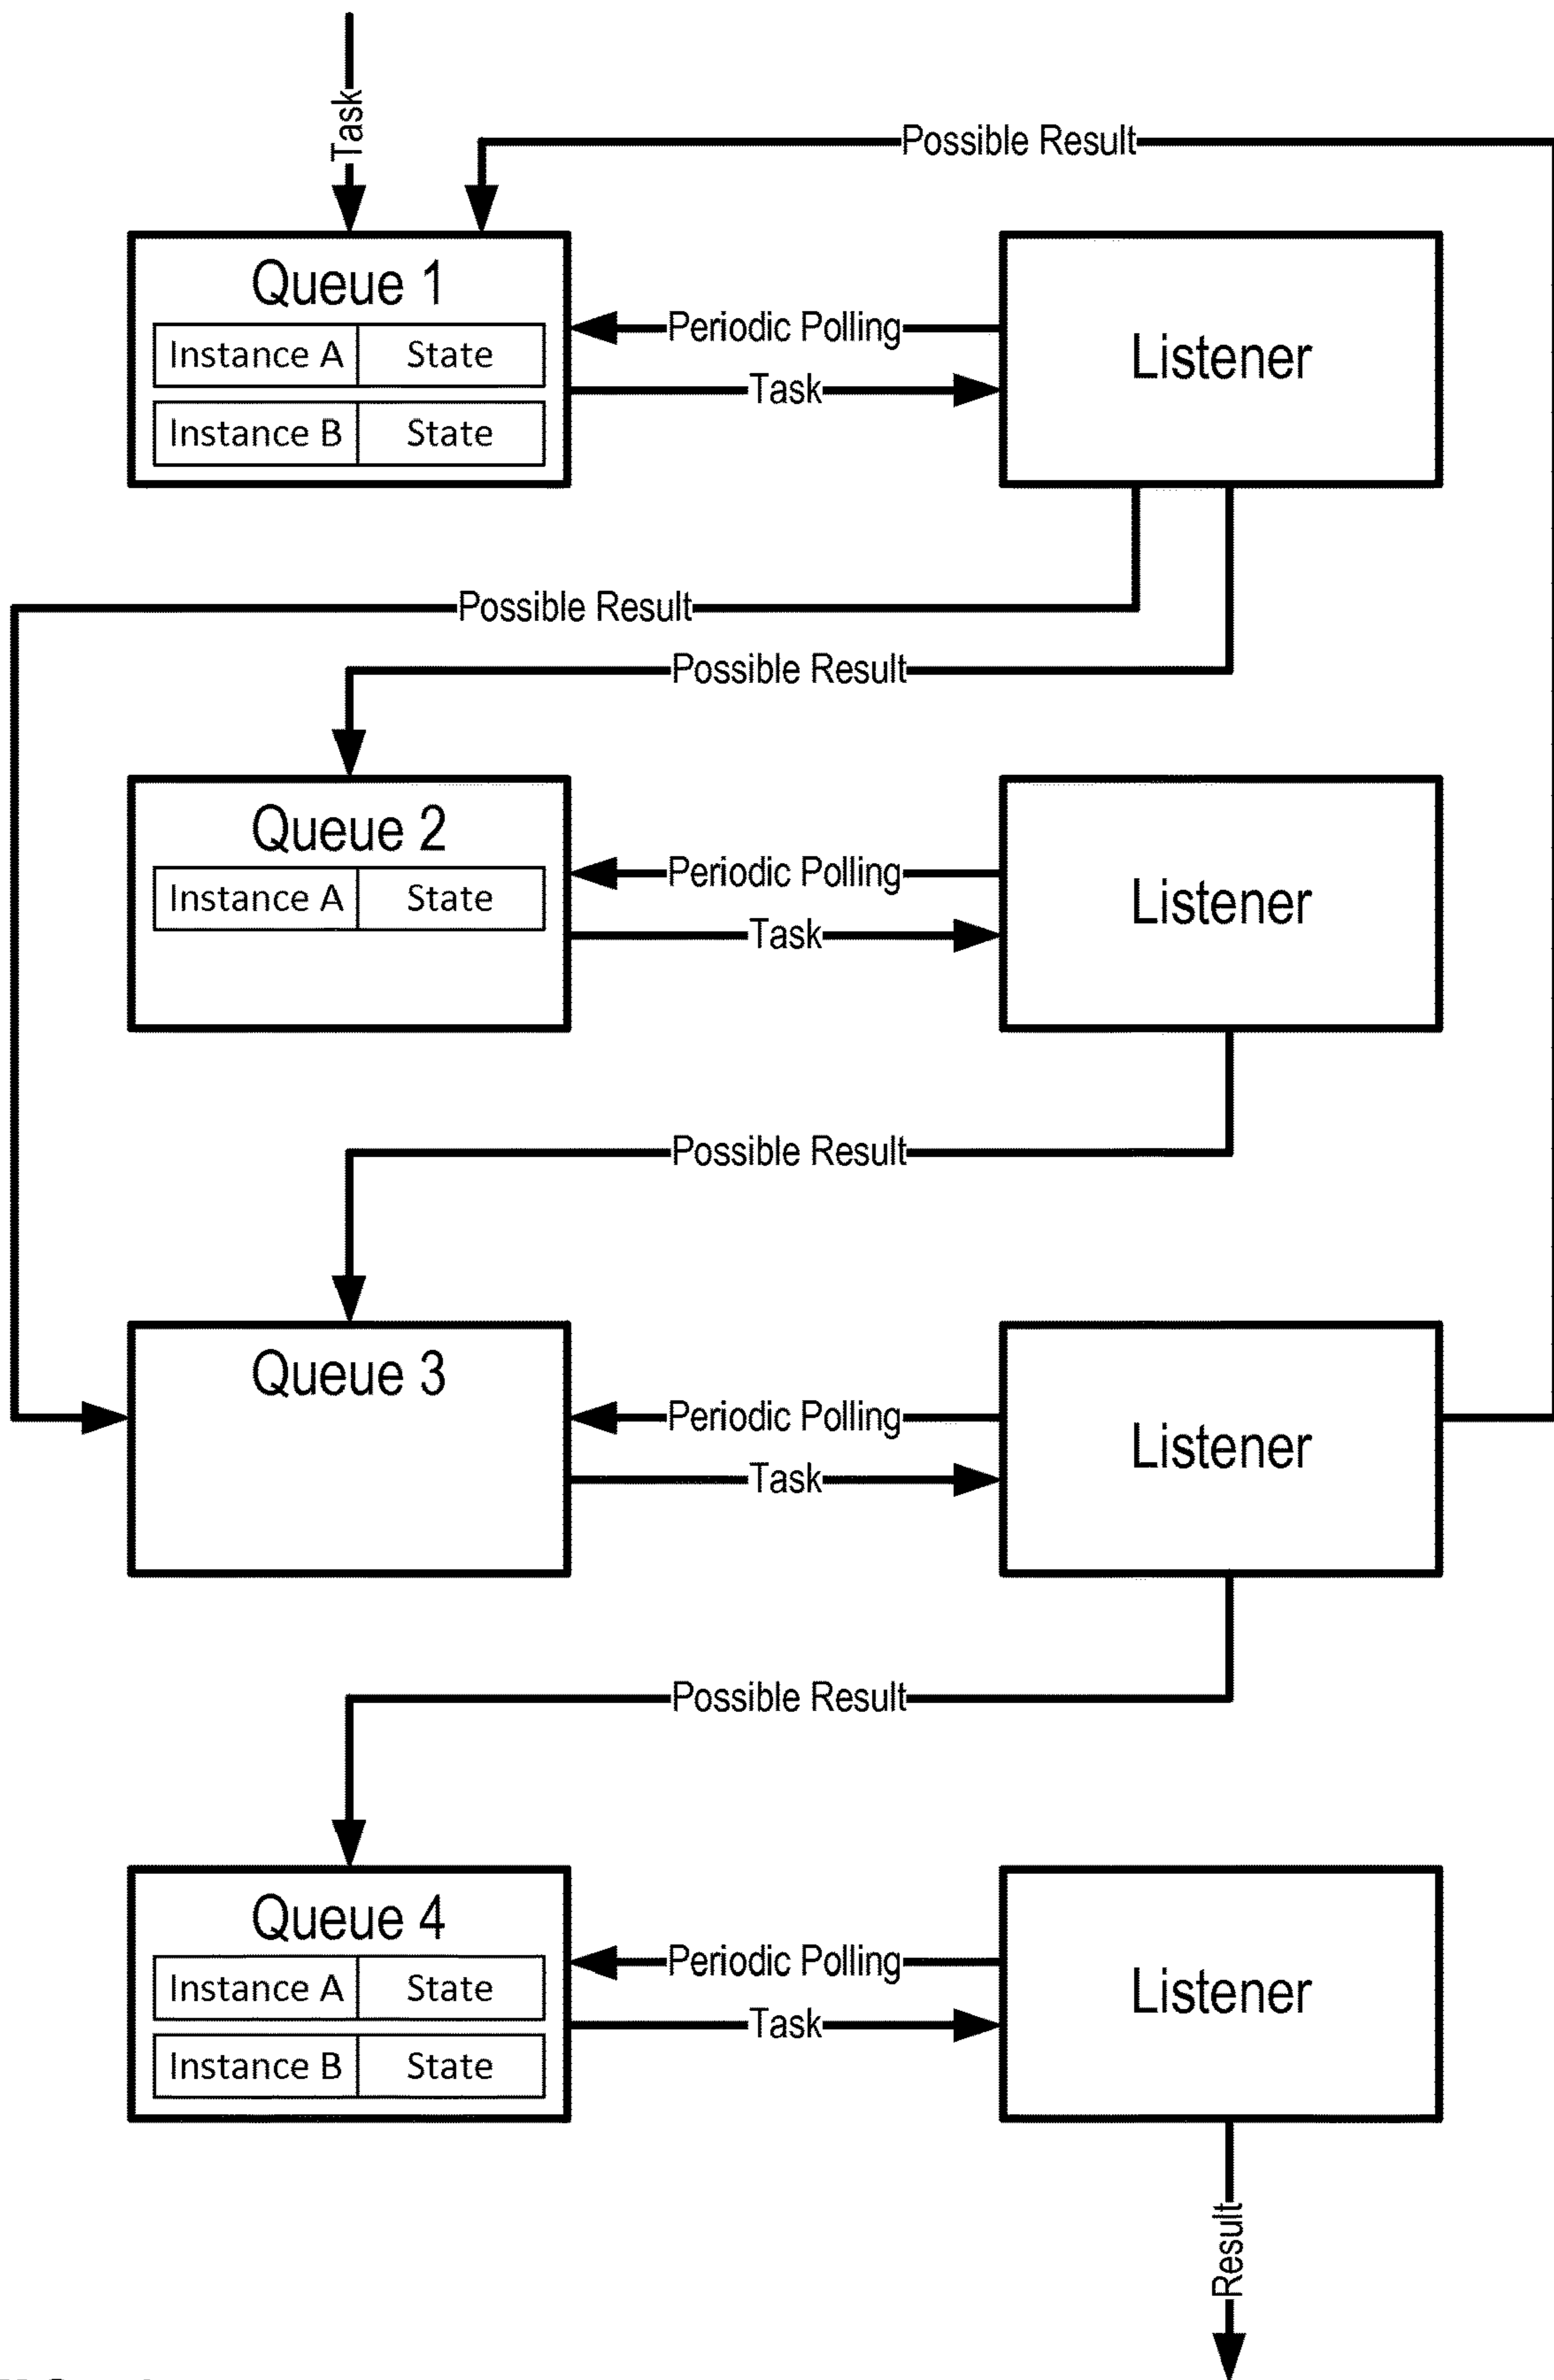 Task
Possible Result
Queue 1
Instance A State
Instance B State
Periodic Polling
Task
Listener
Possible Result
Possible Result
Queue 2
Instance A State
Periodic Polling
Task
Listener
Possible Result
Queue 3
Periodic Polling
Task
Listener
Possible Result
Queue 4
Instance A State
Instance B State
Periodic Polling
Task
Listener
Result